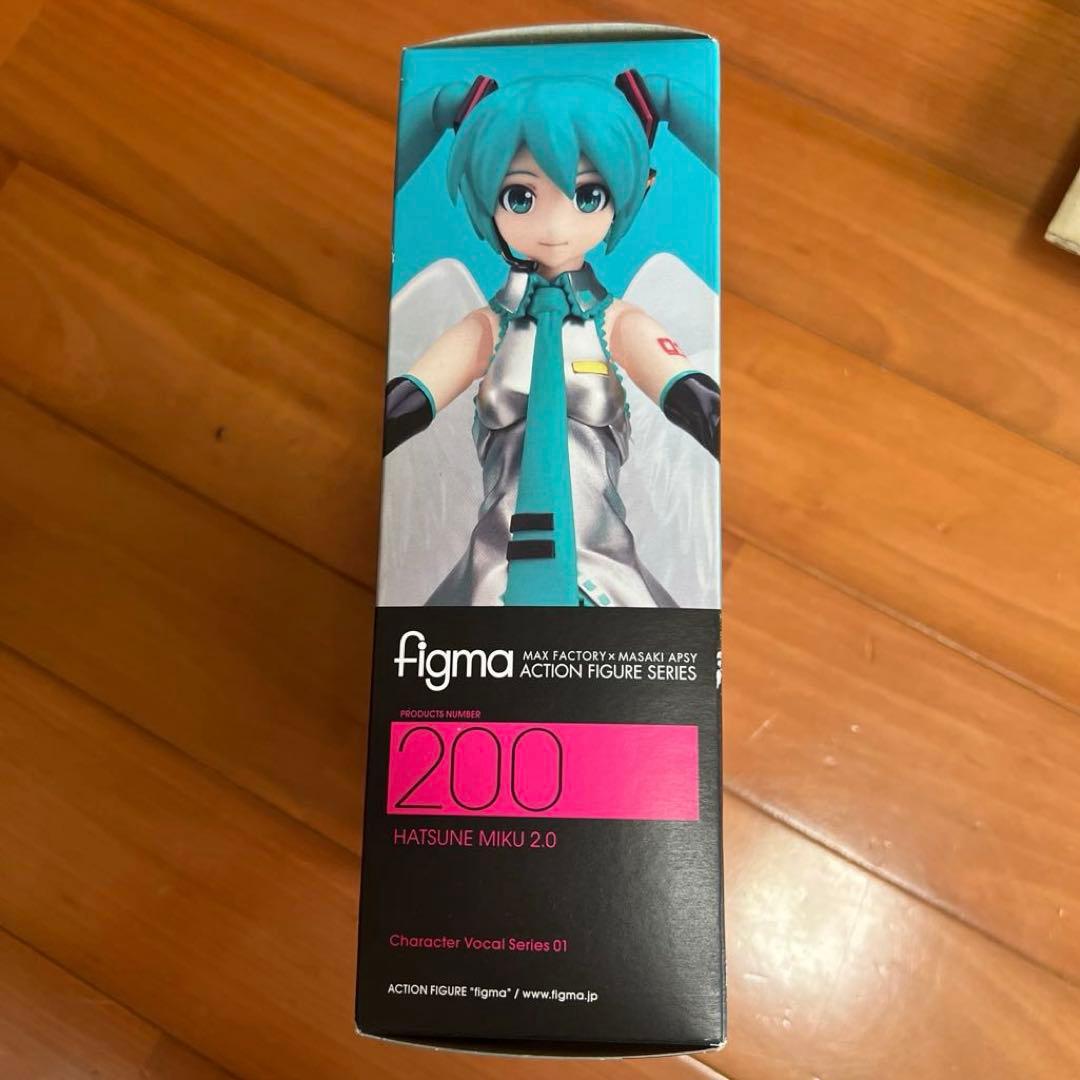 figma
MAX FACTORY × MASAKI APSY
ACTION FIGURE SERIES
PRODUCTS NUMBER
200
HATSUNE MIKU 2.0
Character Vocal Series 01
ACTION FIGURE "figma" / www.figma.jp